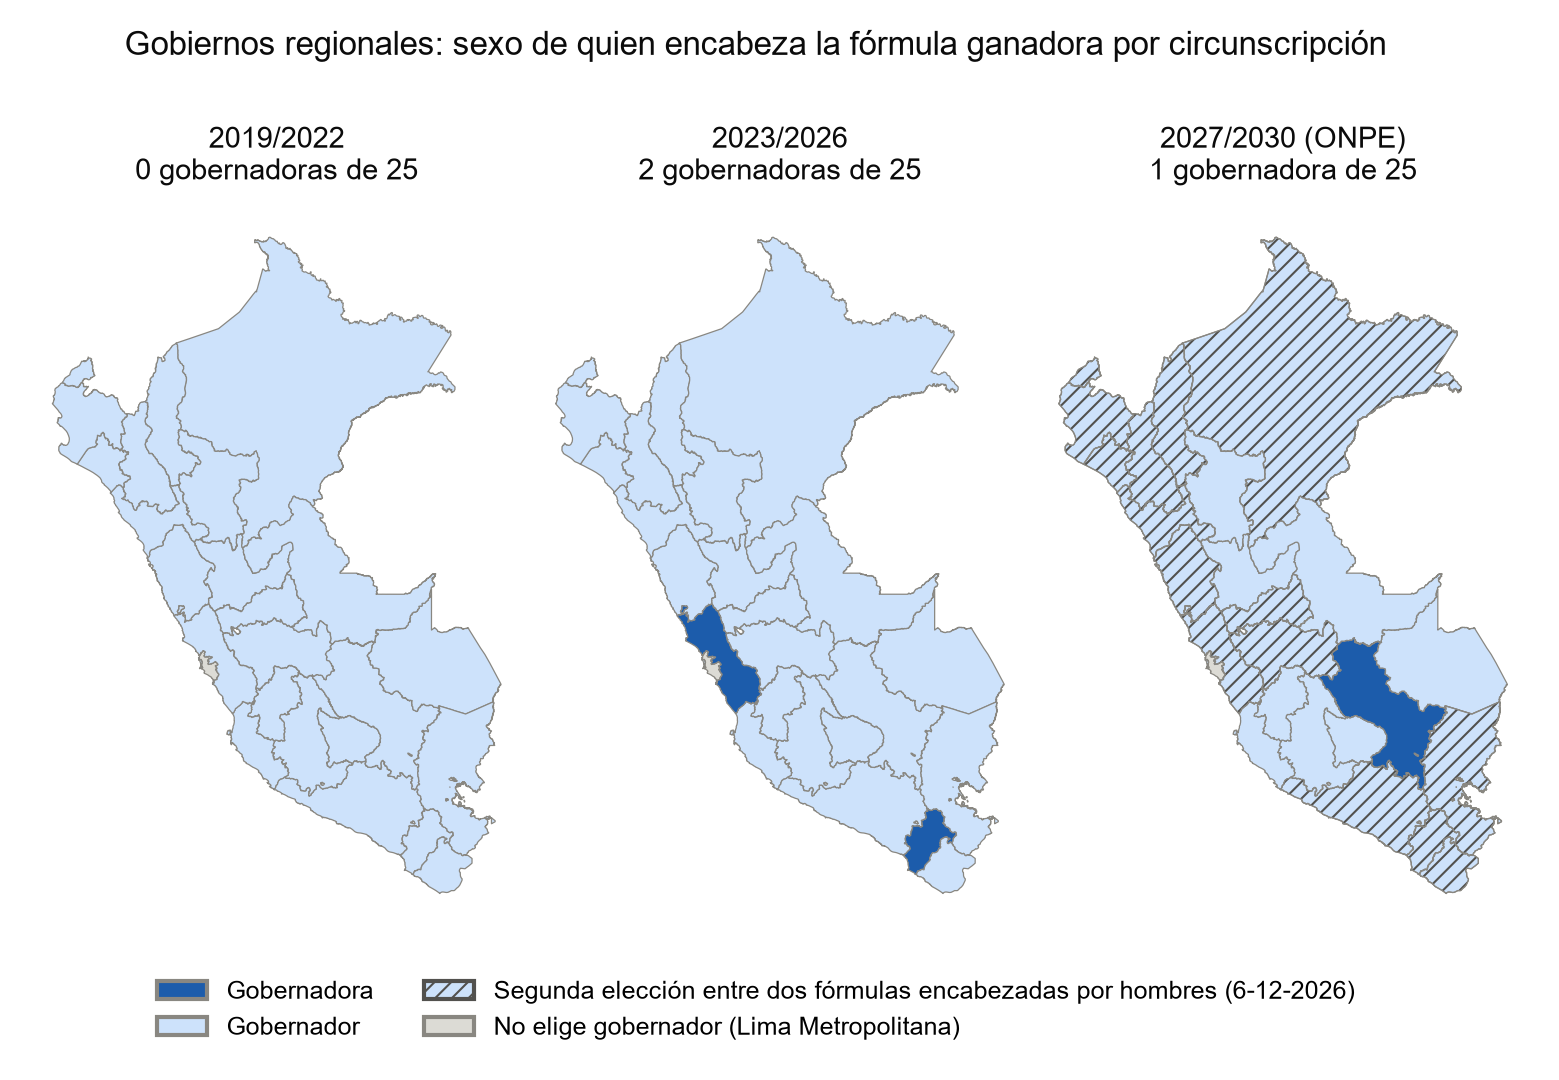 Gobiernos regionales: sexo de quien encabeza la fórmula ganadora por circunscripción
2019/2022
0 gobernadoras de 25
2023/2026
2 gobernadoras de 25
2027/2030 (ONPE)
1 gobernadora de 25
Gobernadora
Gobernador
Segunda elección entre dos fórmulas encabezadas por hombres (6-12-2026)
No elige gobernador (Lima Metropolitana)